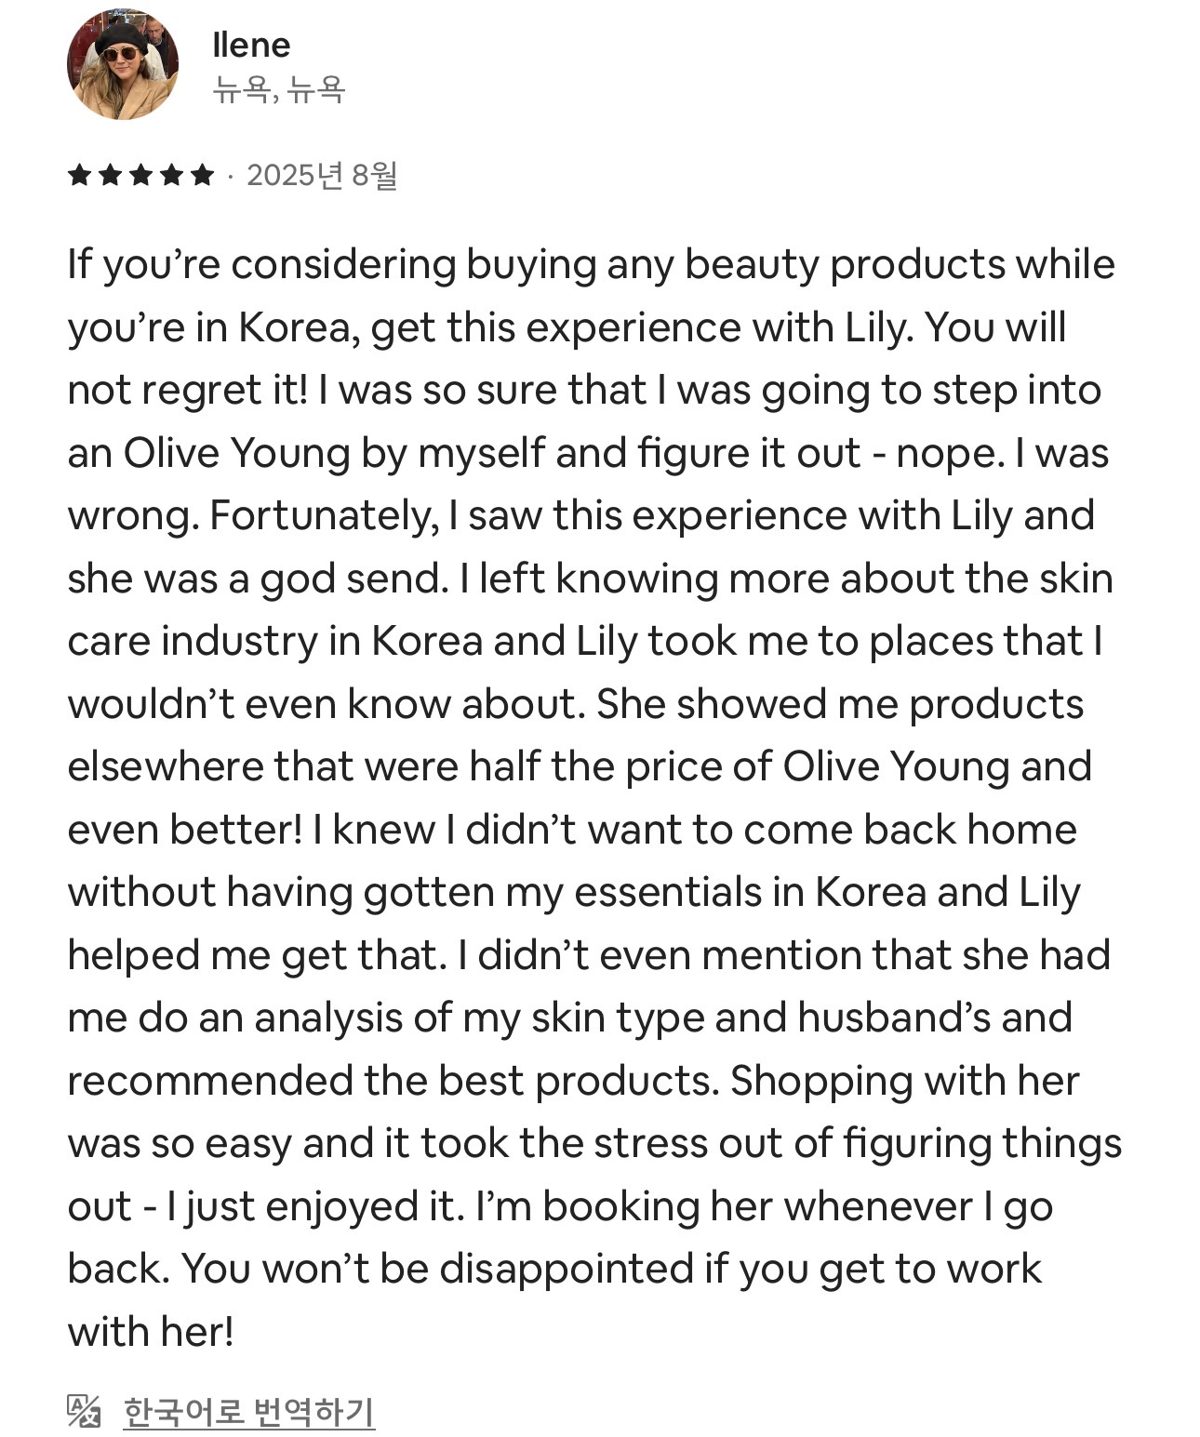 Ilene
뉴욕, 뉴욕
★★★★★ · 2025년 8월
If you’re considering buying any beauty products while
you’re in Korea, get this experience with Lily. You will
not regret it! I was so sure that I was going to step into
an Olive Young by myself and figure it out - nope. I was
wrong. Fortunately, I saw this experience with Lily and
she was a god send. I left knowing more about the skin
care industry in Korea and Lily took me to places that I
wouldn’t even know about. She showed me products
elsewhere that were half the price of Olive Young and
even better! I knew I didn’t want to come back home
without having gotten my essentials in Korea and Lily
helped me get that. I didn’t even mention that she had
me do an analysis of my skin type and husband’s and
recommended the best products. Shopping with her
was so easy and it took the stress out of figuring things
out - I just enjoyed it. I’m booking her whenever I go
back. You won’t be disappointed if you get to work
with her!
한국어로 번역하기